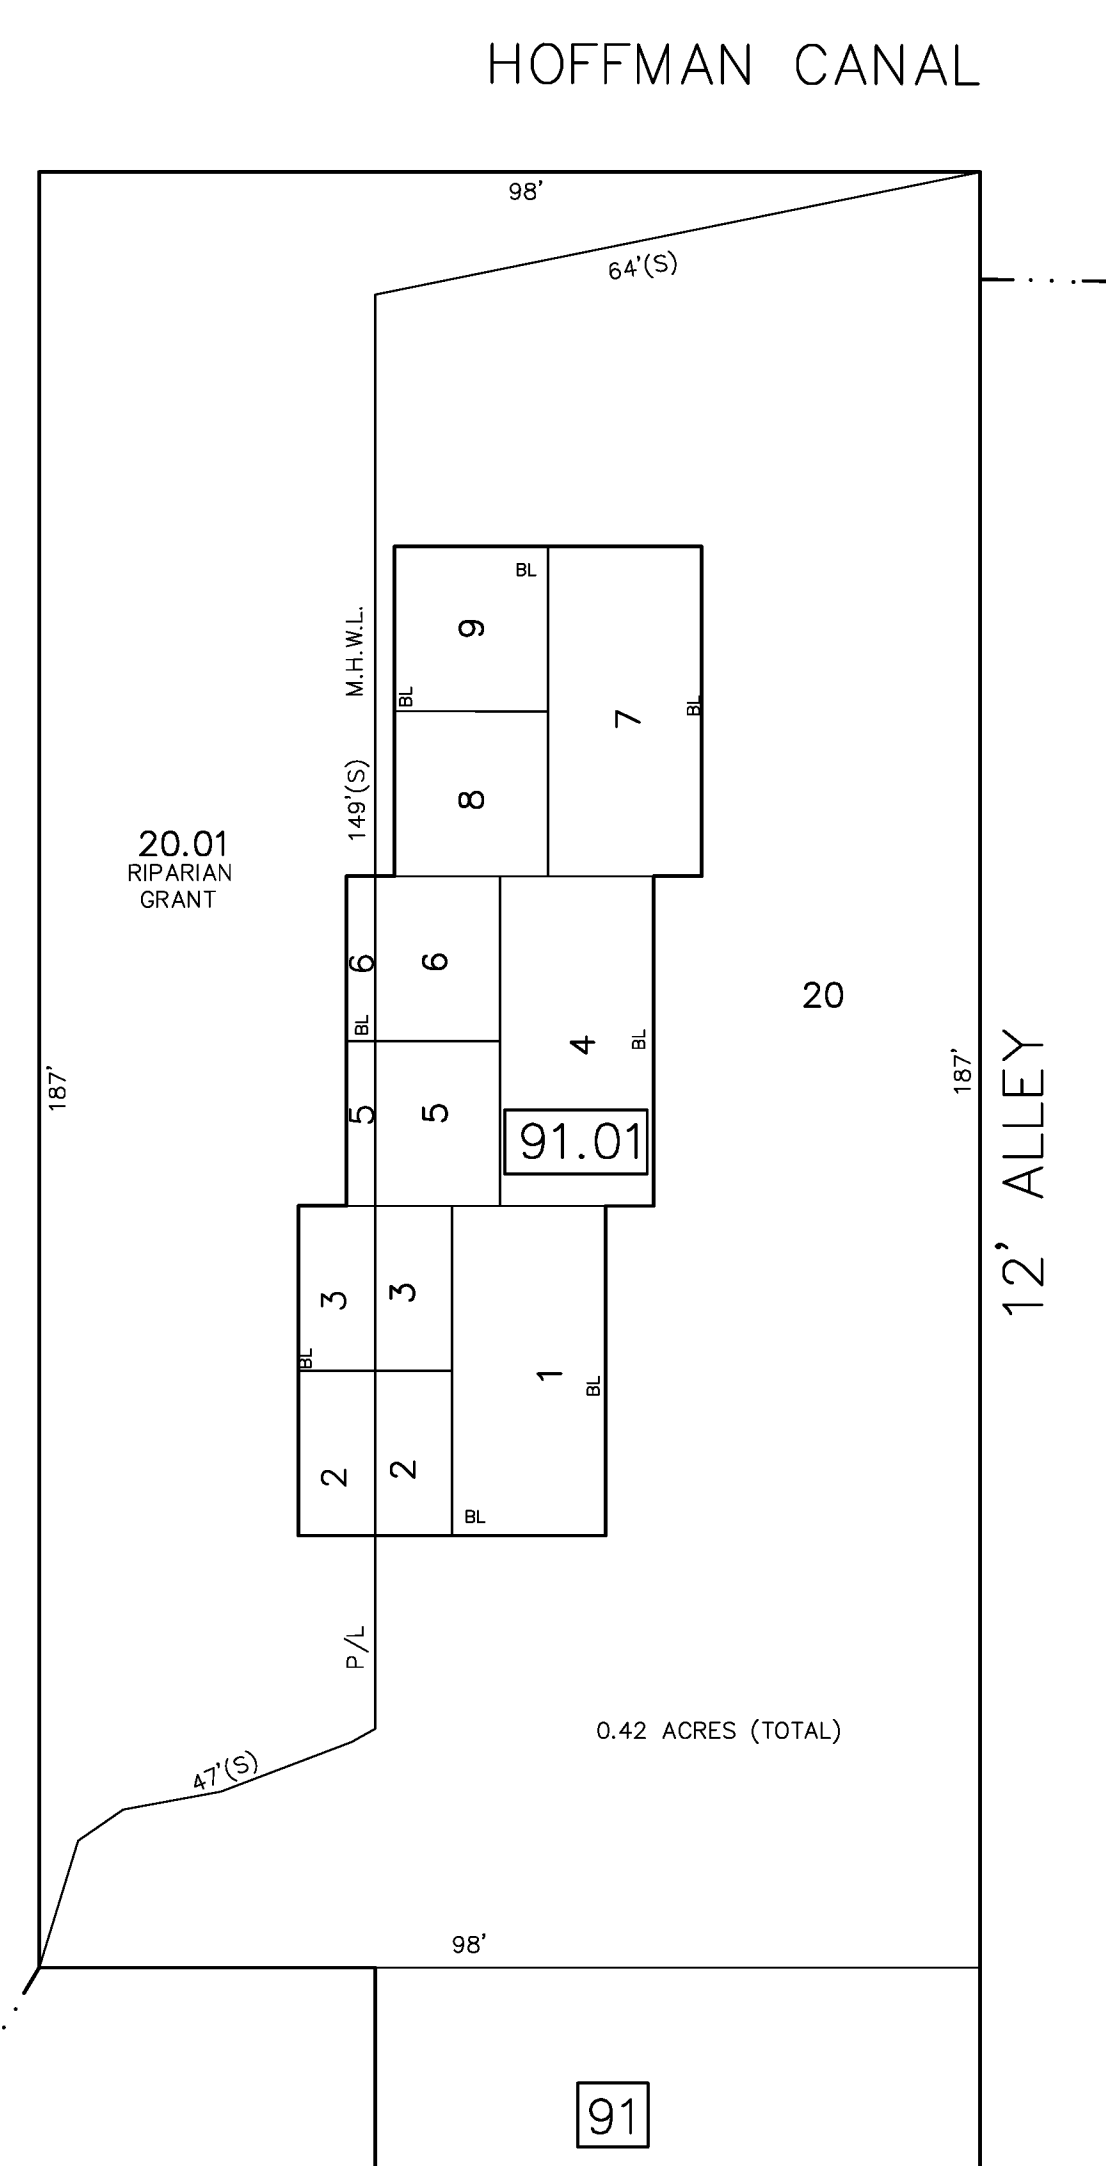 HOFFMAN CANAL
98'
64'(S)
BL
9
M.H.W.L.
BL
7
BL
149'(S)
8
20.01
RIPARIAN
GRANT
6
6
20
BL
4
BL
187'
187'
12' ALLEY
5
5
91.01
3
3
BL
1
BL
2
2
BL
P/L
0.42 ACRES (TOTAL)
47'(S)
98'
91